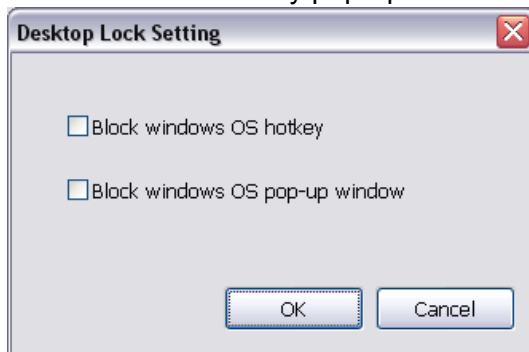 Desktop Lock Setting
Block windows OS hotkey
Block windows OS pop-up window
OK
Cancel